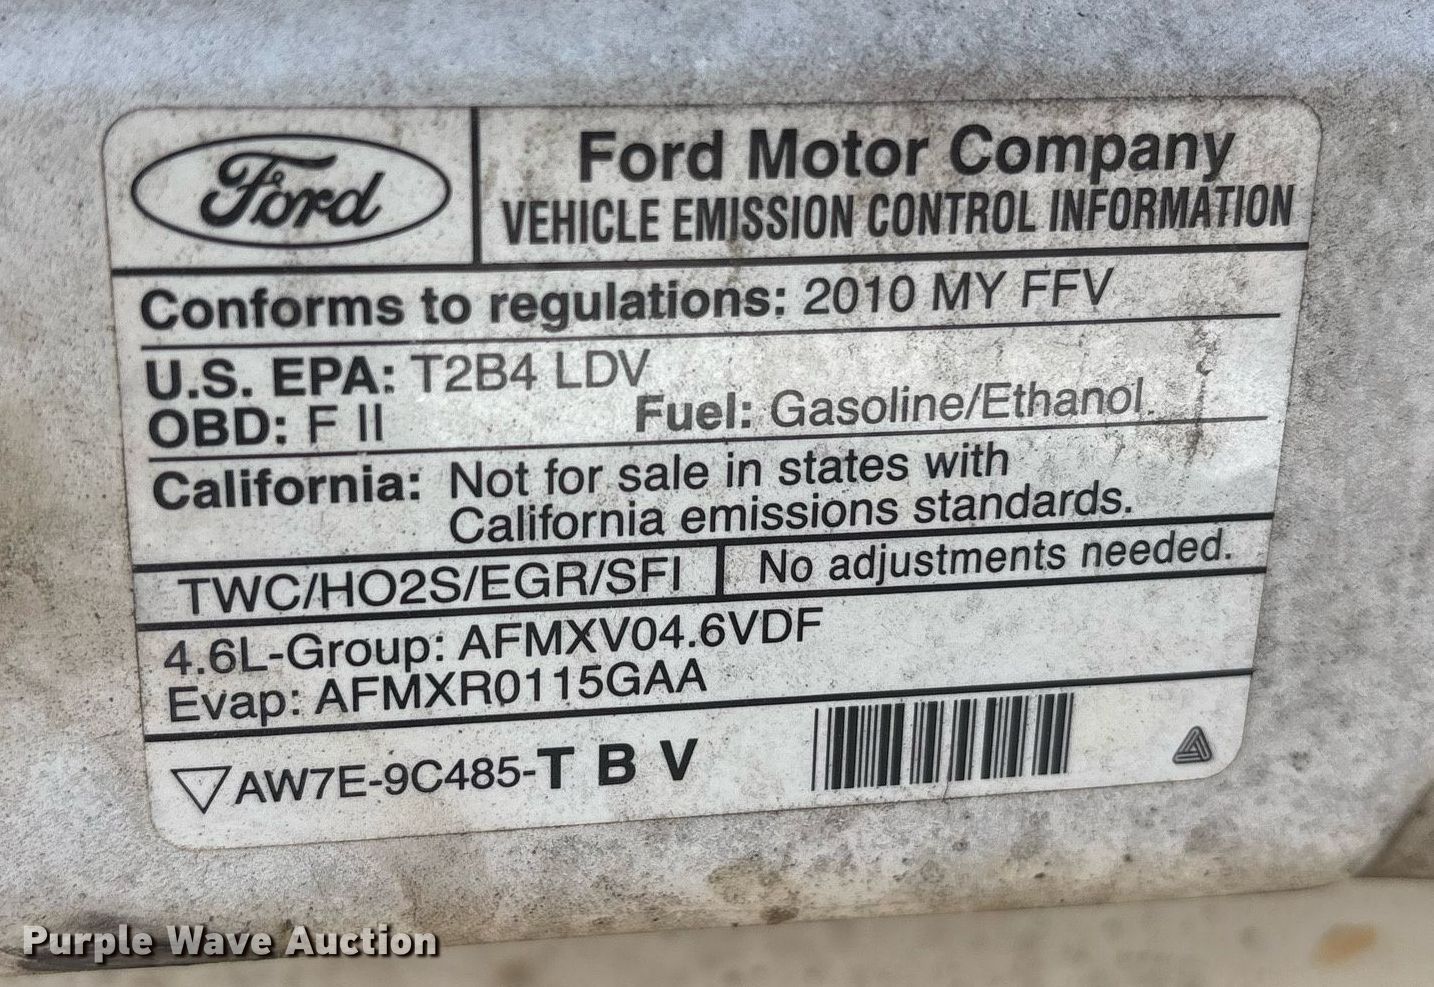 Ford
Ford Motor Company
VEHICLE EMISSION CONTROL INFORMATION
Conforms to regulations: 2010 MY FFV
U.S. EPA: T2B4 LDV
OBD: F II
Fuel: Gasoline/Ethanol.
California: Not for sale in states with
California emissions standards.
TWC/HO2S/EGR/SFI
No adjustments needed.
4.6L-Group: AFMXV04.6VDF
Evap: AFMXR0115GAA
AW7E-9C485-T B V
Purple Wave Auction